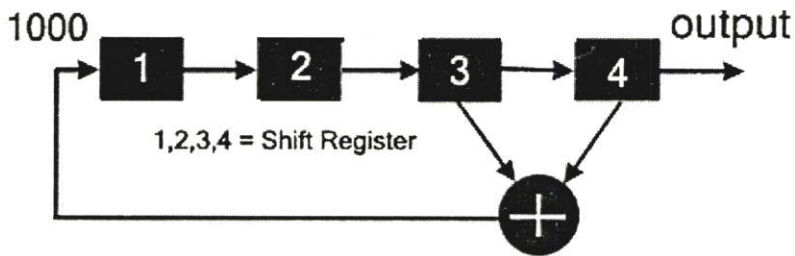 1000
output
1 2 3 4
1,2,3,4 = Shift Register
+